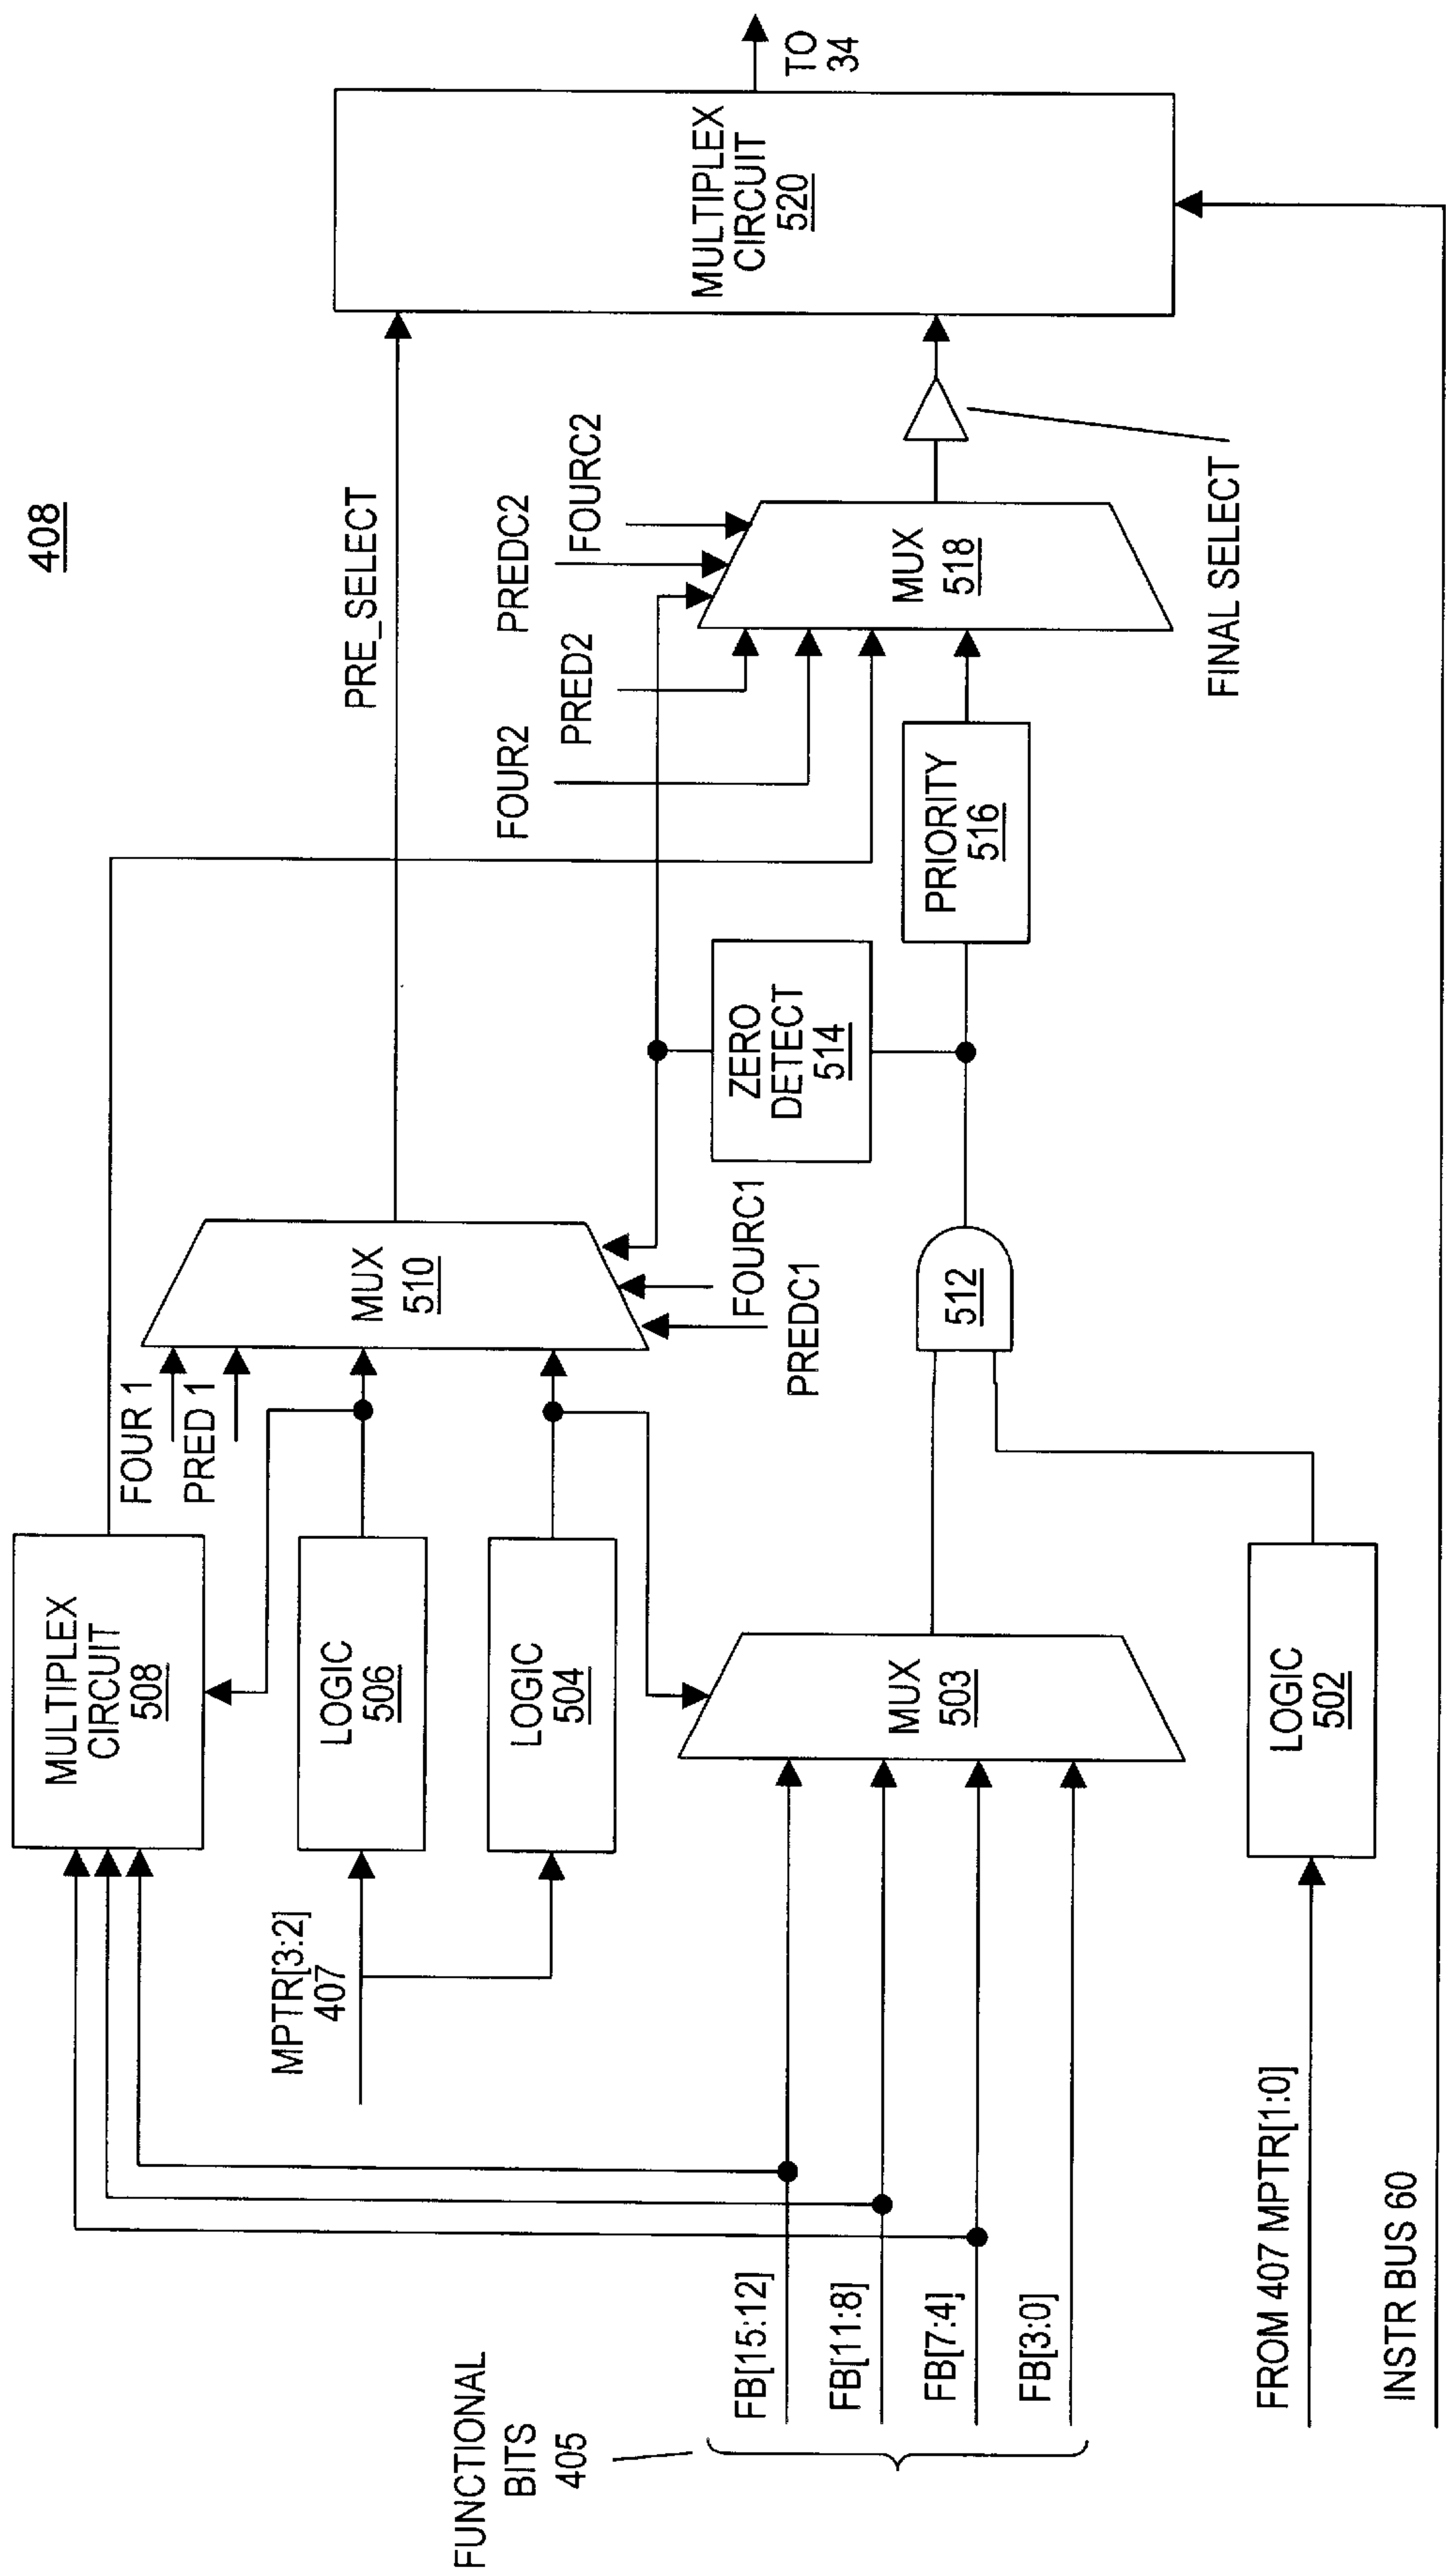 408
MULTIPLEX
CIRCUIT
508
FOUR 1
PRED 1
PRE_SELECT
MPTR[3:2]
407
LOGIC
506
MUX
510
LOGIC
504
FOURC1
PREDC1
ZERO
DETECT
514
FOUR2
PRED2
PREDC2
FOURC2
MULTIPLEX
CIRCUIT
520
TO
34
FUNCTIONAL
BITS
405
FB[15:12]
FB[11:8]
FB[7:4]
FB[3:0]
MUX
503
512
PRIORITY
516
MUX
518
FINAL SELECT
FROM 407 MPTR[1:0]
LOGIC
502
INSTR BUS 60